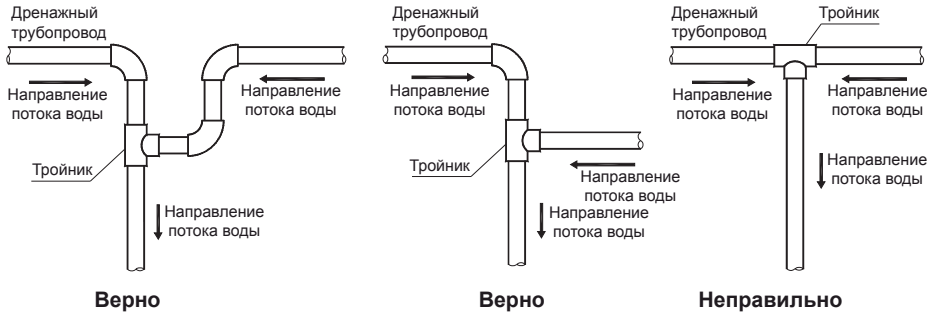 Дренажный
трубопровод
Направление
потока воды
Направление
потока воды
Тройник
Направление
потока воды
Верно
Дренажный
трубопровод
Направление
потока воды
Тройник
Направление
потока воды
Направление
потока воды
Верно
Дренажный
трубопровод
Тройник
Направление
потока воды
Направление
потока воды
Направление
потока воды
Неправильно